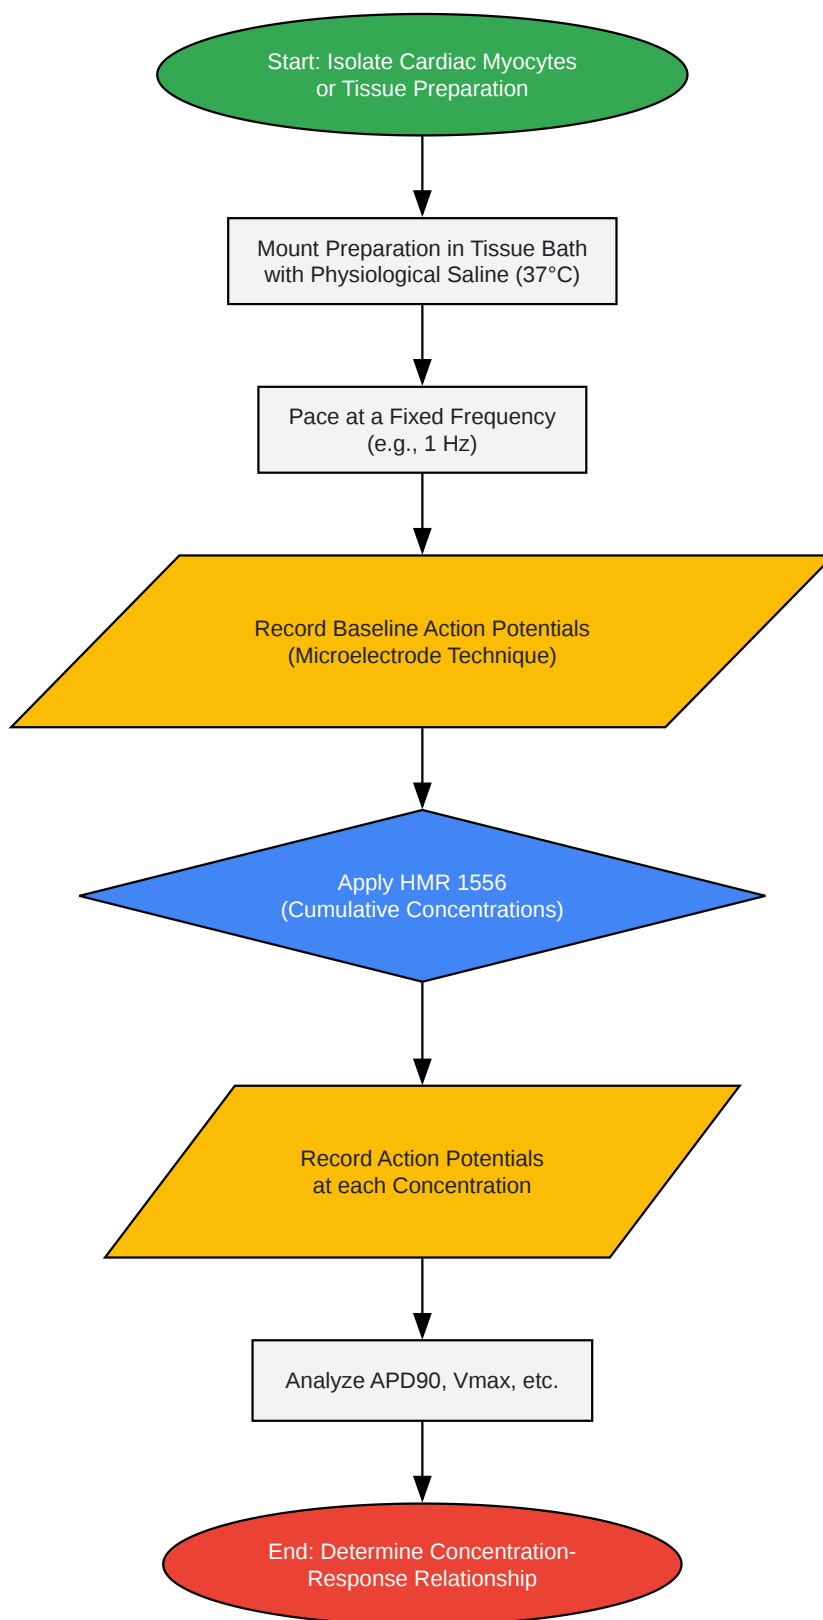 Start: Isolate Cardiac Myocytes
or Tissue Preparation
Mount Preparation in Tissue Bath
with Physiological Saline (37°C)
Pace at a Fixed Frequency
(e.g., 1 Hz)
Record Baseline Action Potentials
(Microelectrode Technique)
Apply HMR 1556
(Cumulative Concentrations)
Record Action Potentials
at each Concentration
Analyze APD90, Vmax, etc.
End: Determine Concentration-
Response Relationship